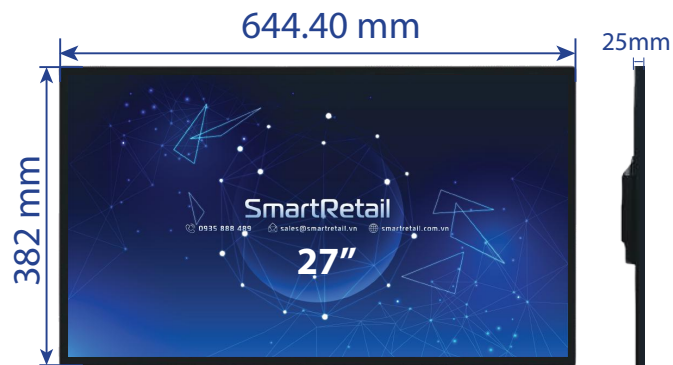 644.40 mm
25mm
382 mm
SmartRetail
0935 888 489 sales@smartretail.vn smartretail.com.vn
27"